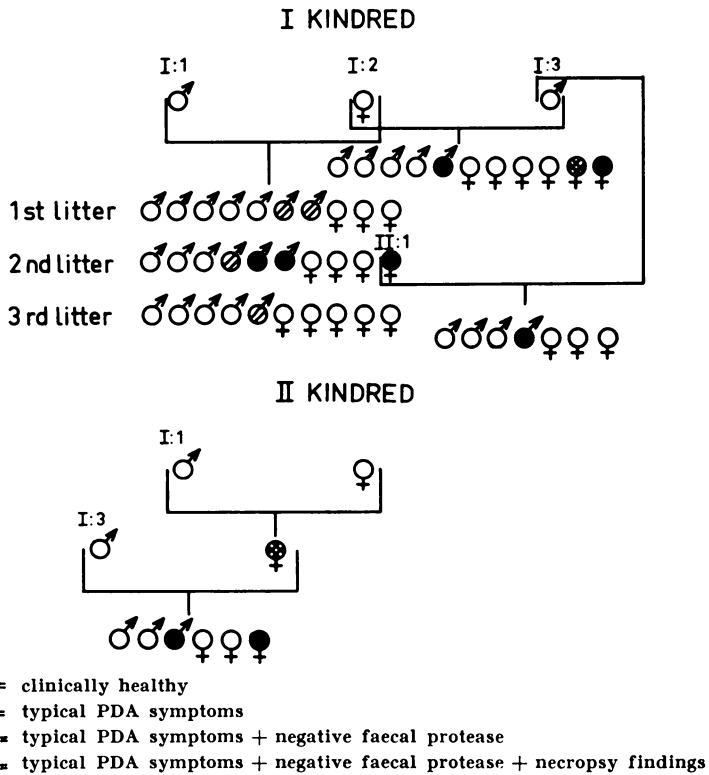 I KINDRED
I:1 I:2 I:3
1st litter
2nd litter
II:1
3rd litter
II KINDRED
I:1
I:3
= clinically healthy
= typical PDA symptoms
= typical PDA symptoms + negative faecal protease
= typical PDA symptoms + negative faecal protease + necropsy findings